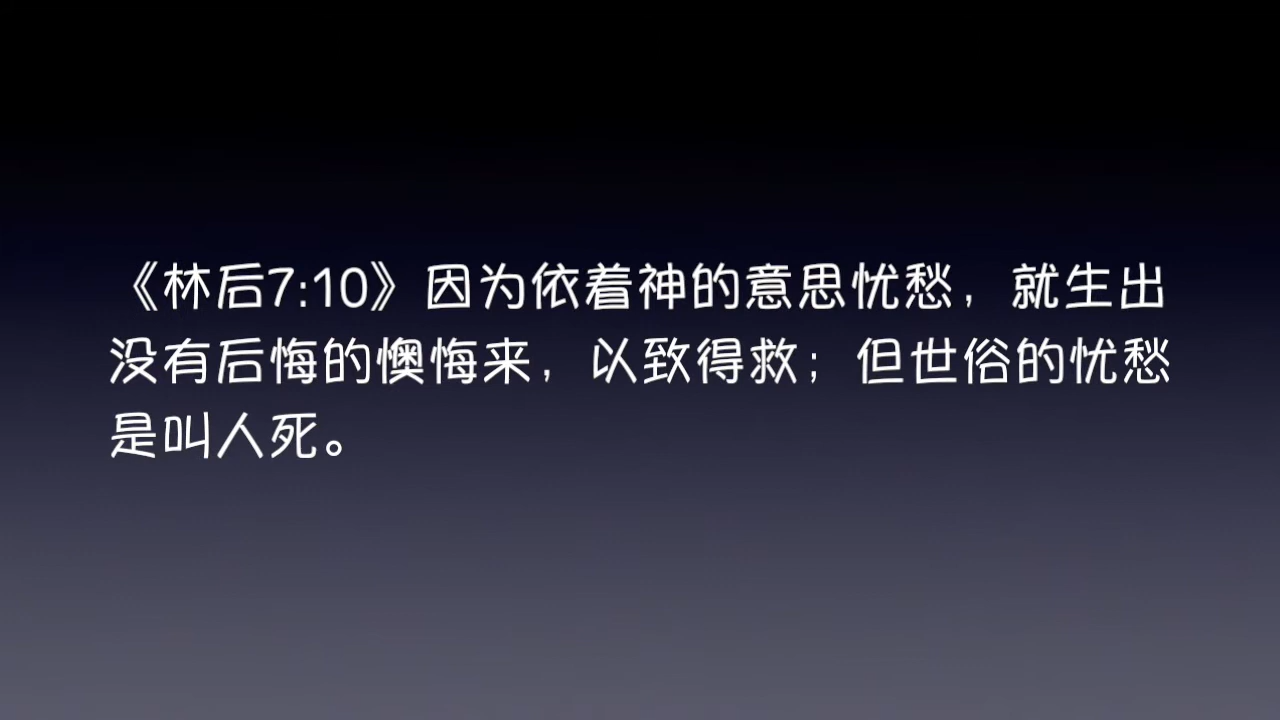 《林后7:10》因为依着神的意思忧愁，就生出
没有后悔的懊悔来，以致得救；但世俗的忧愁
是叫人死。